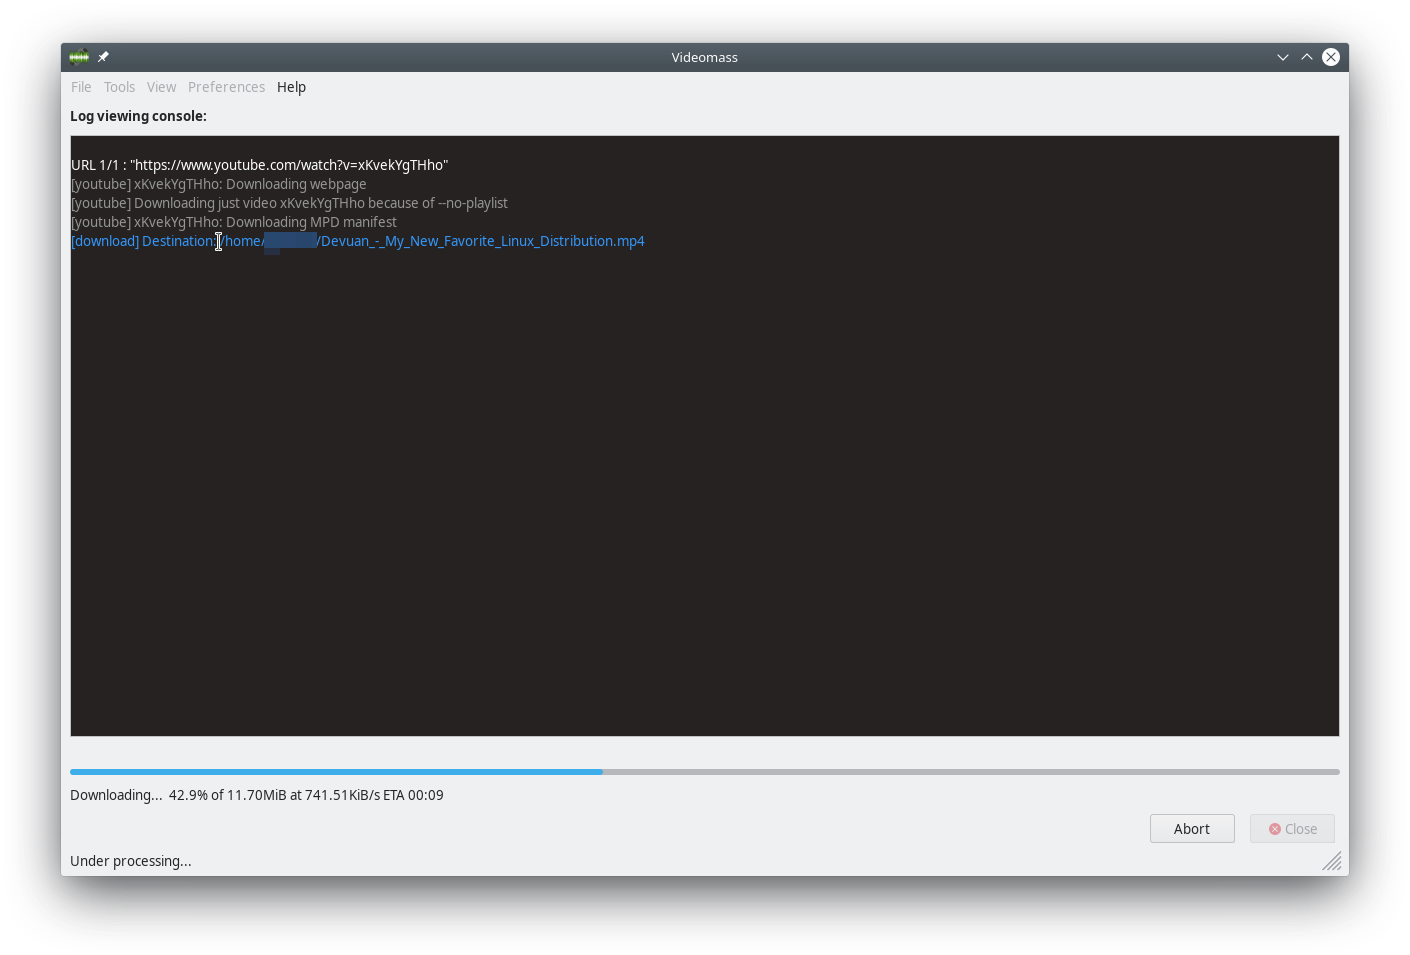 Videomass
File Tools View Preferences Help
Log viewing console:
URL 1/1 : "https://www.youtube.com/watch?v=xKvekYgTHho"
[youtube] xKvekYgTHho: Downloading webpage
[youtube] Downloading just video xKvekYgTHho because of --no-playlist
[youtube] xKvekYgTHho: Downloading MPD manifest
[download] Destination: /home/ /Devuan_-_My_New_Favorite_Linux_Distribution.mp4
Downloading... 42.9% of 11.70MiB at 741.51KiB/s ETA 00:09
Abort Close
Under processing...